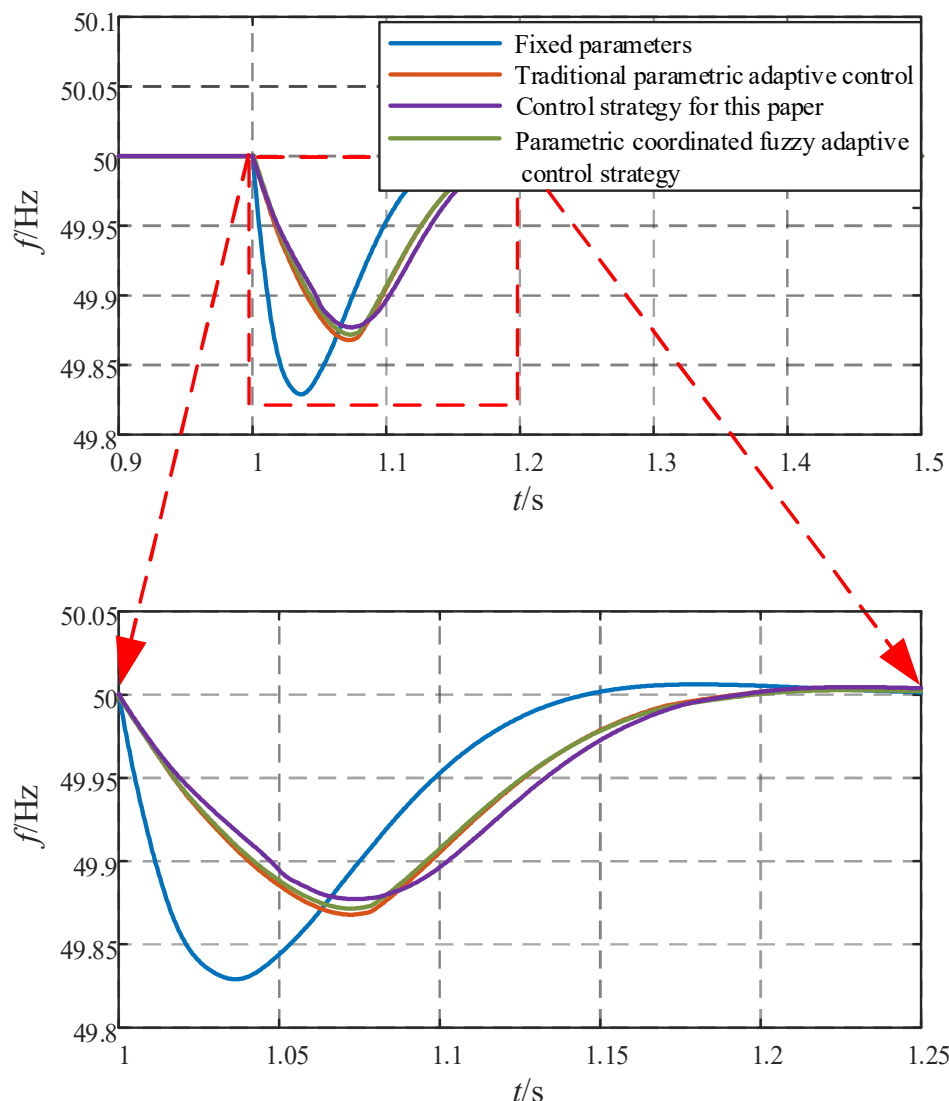 50.1
Fixed parameters
Traditional parametric adaptive control
Control strategy for this paper
Parametric coordinated fuzzy adaptive
control strategy
50.05
50
49.95
49.9
49.85
49.8
f/Hz
0.9 1 1.1 1.2 1.3 1.4 1.5
t/s
50.05
50
49.95
49.9
49.85
49.8
f/Hz
1 1.05 1.1 1.15 1.2 1.25
t/s